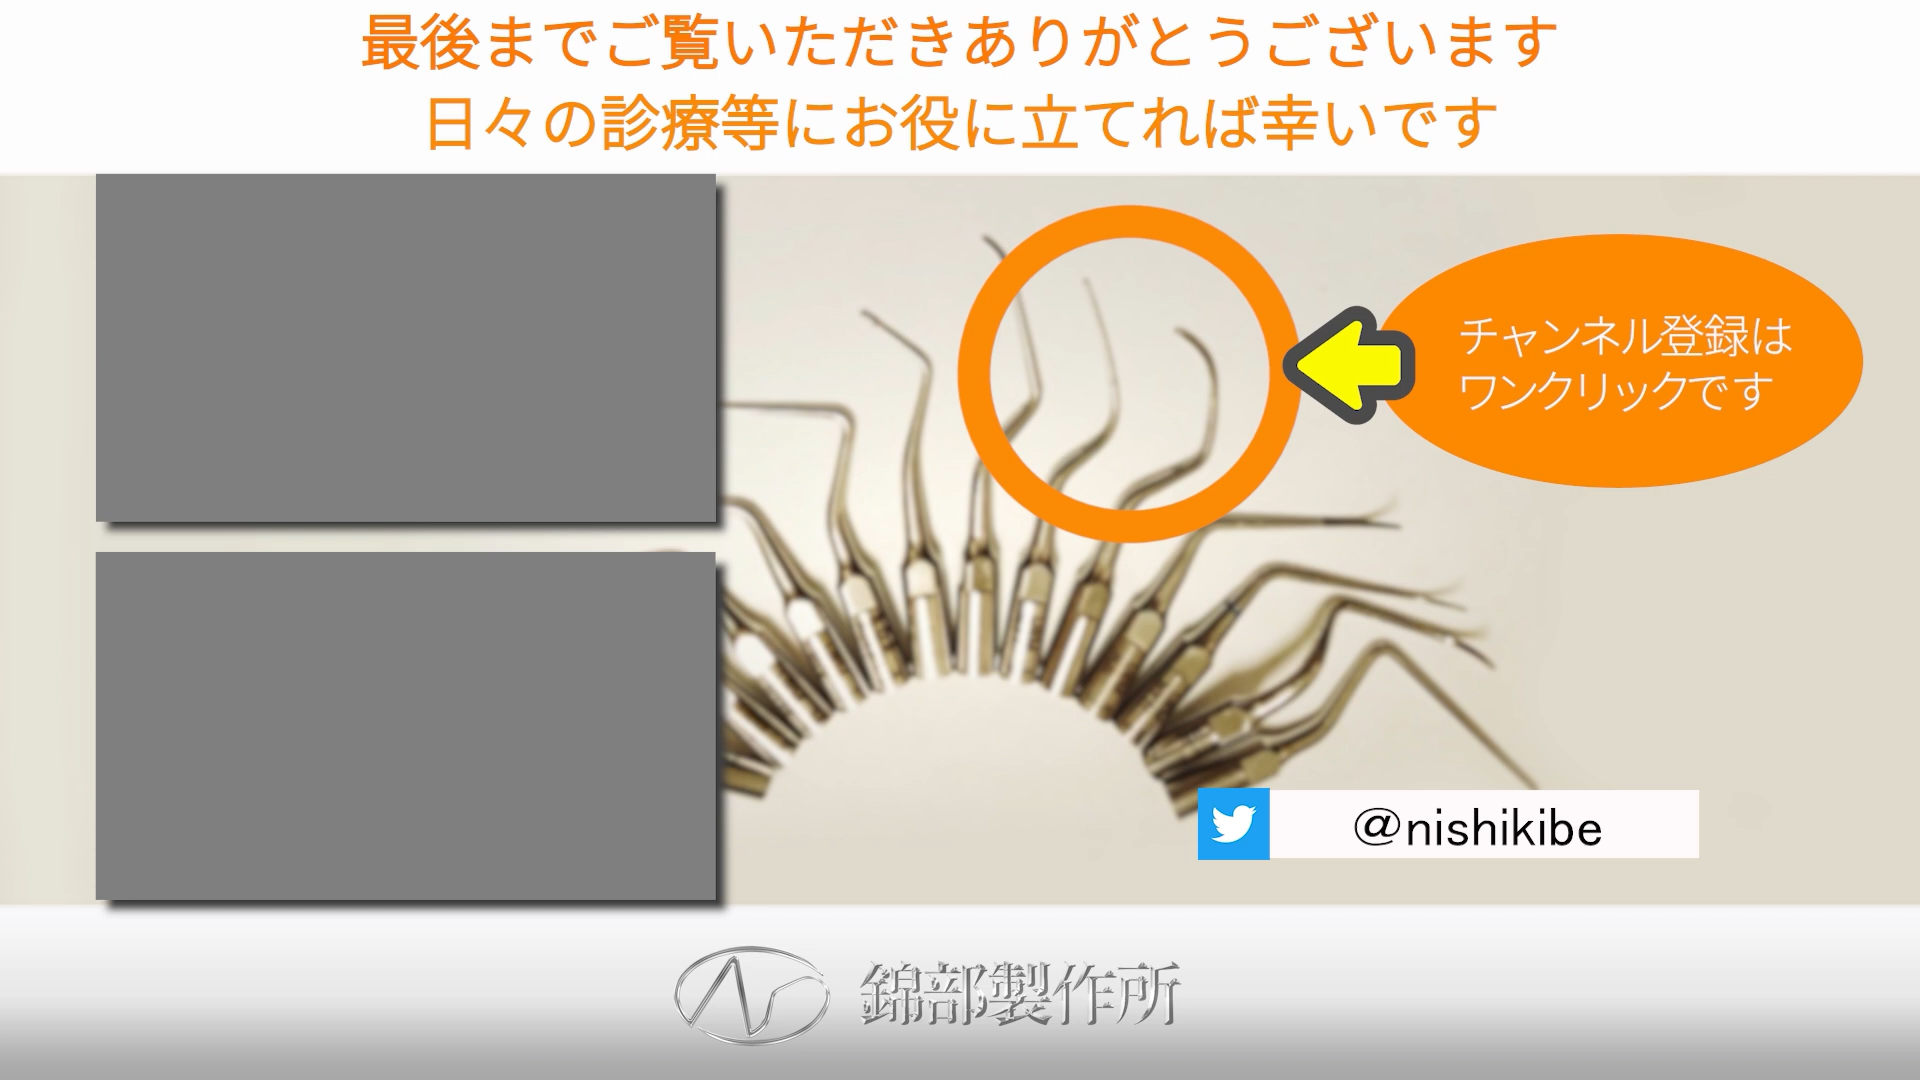 最後までご覧いただきありがとうございます
日々の診療等にお役に立てれば幸いです
チャンネル登録は
ワンクリックです
@nishikibe
錦部製作所